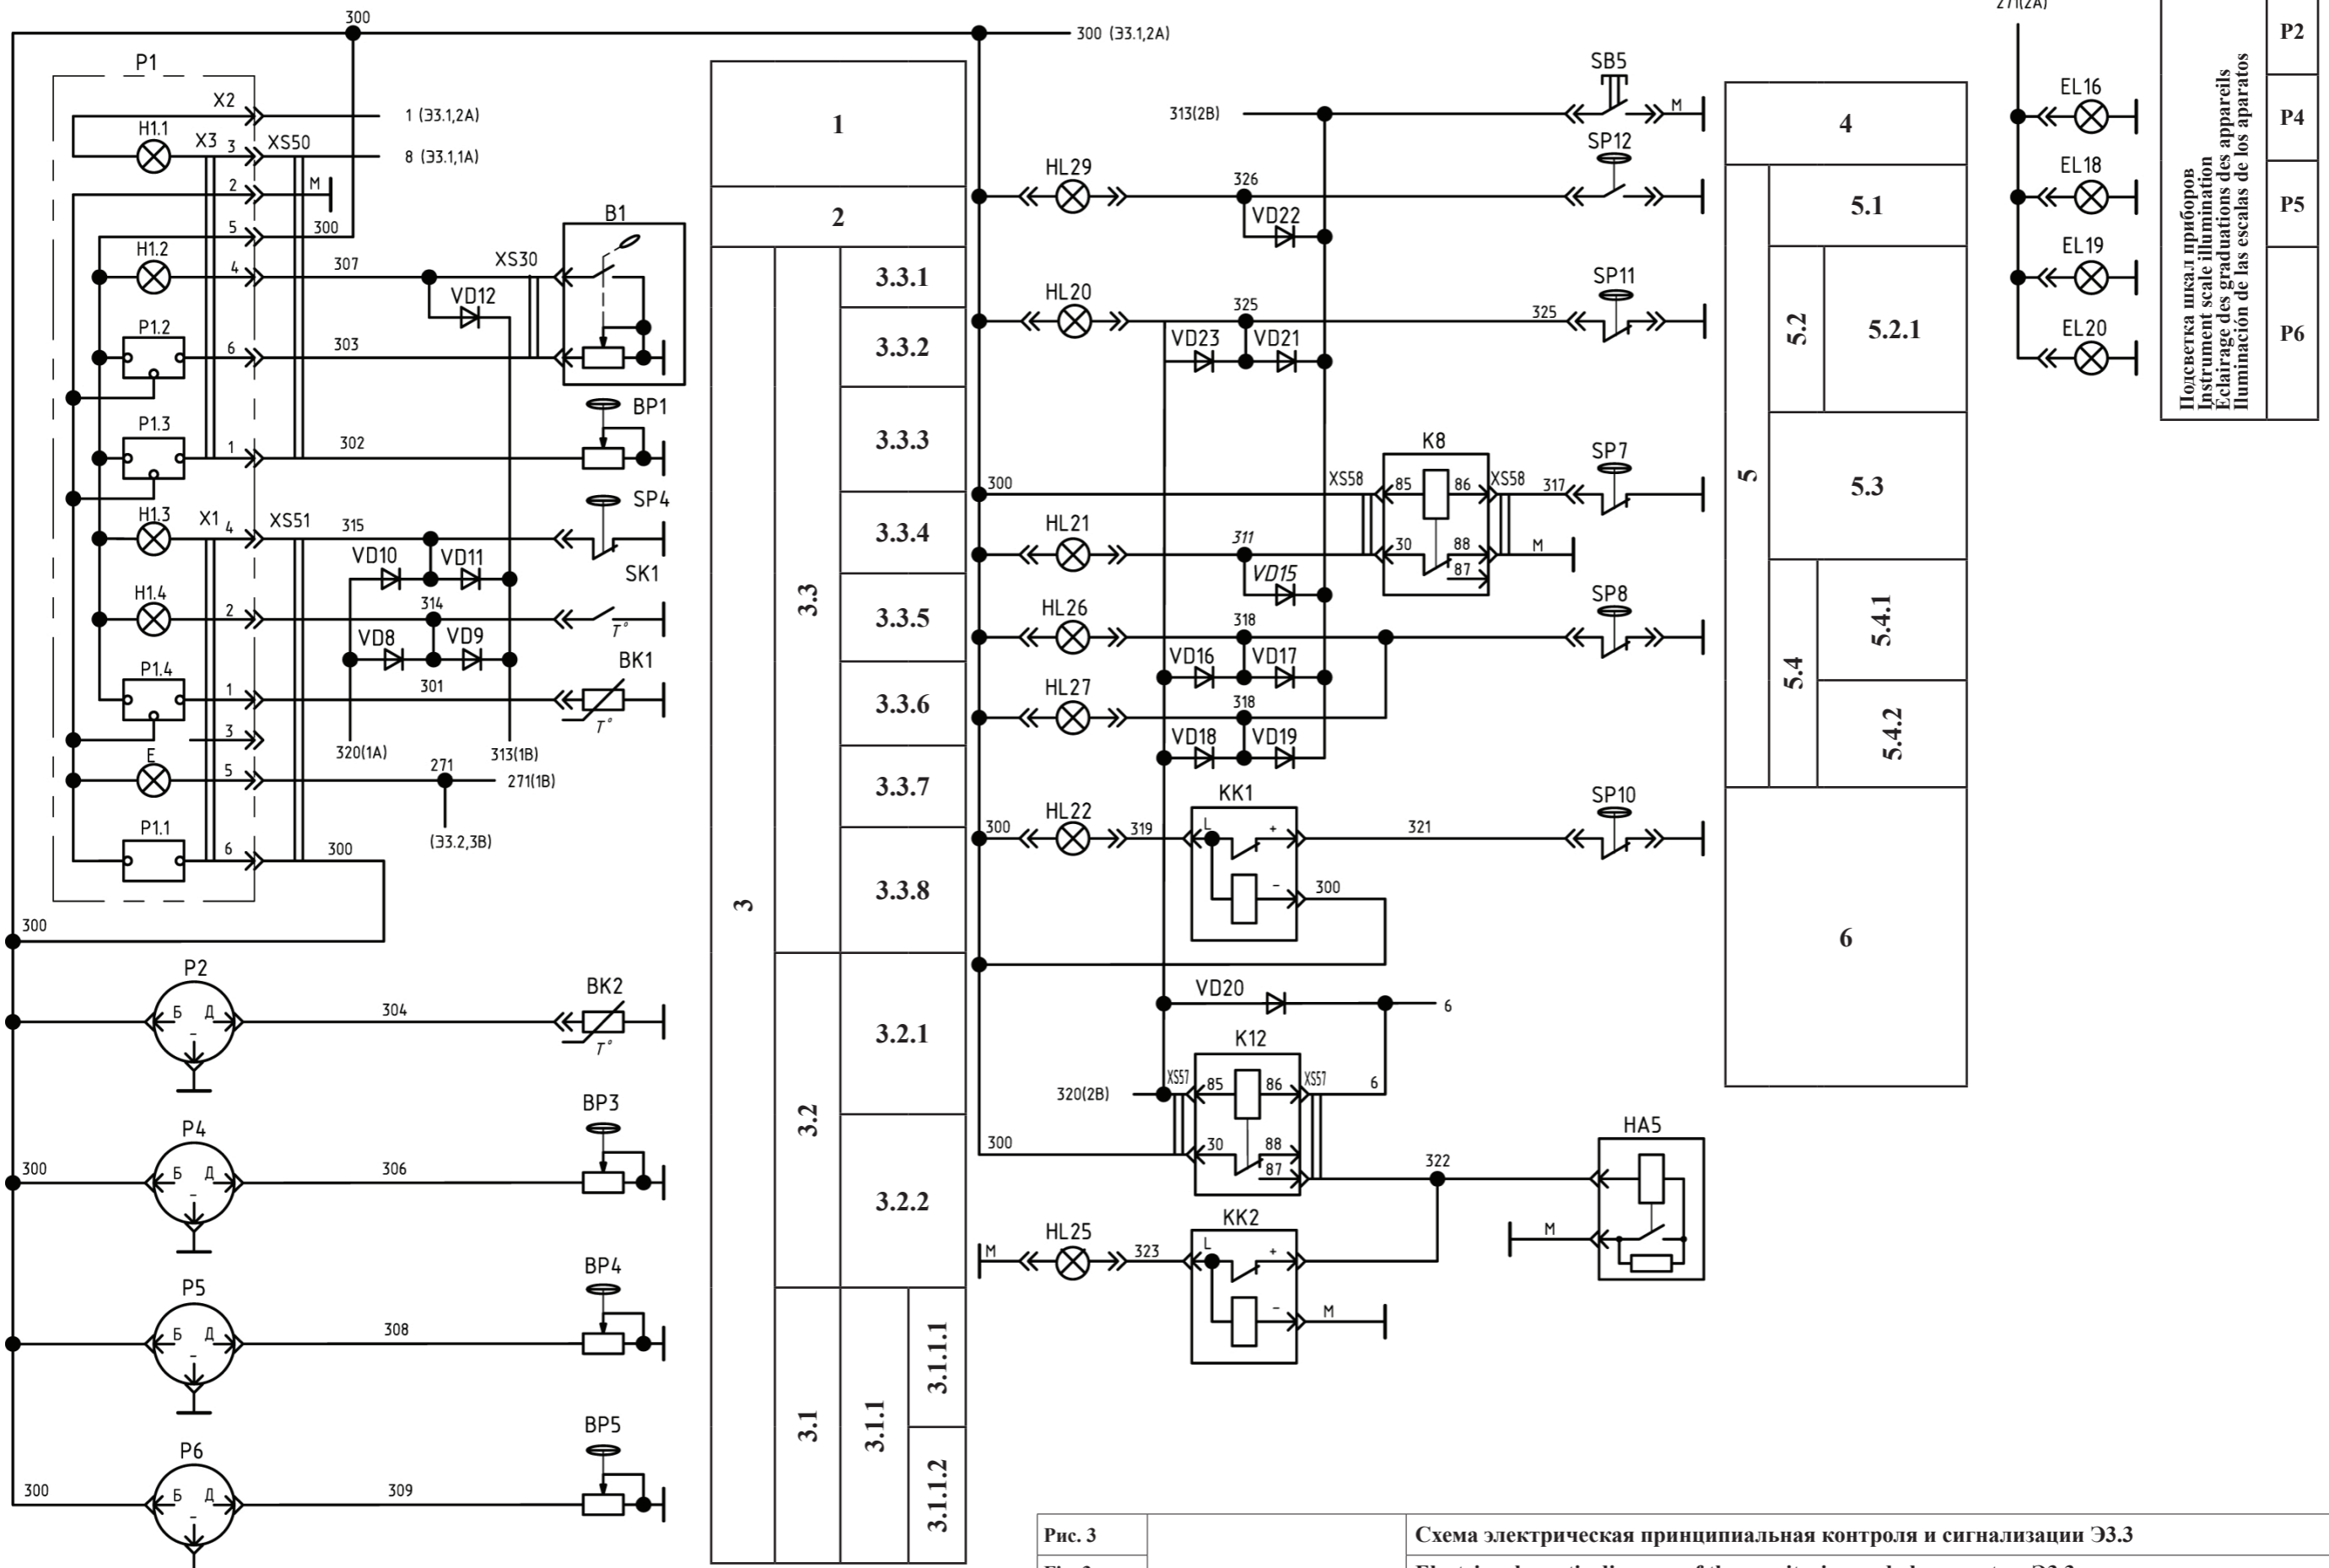 300
300 (Э3.1,2А)
P1
X2
1 (Э3.1,2А)
H1.1
X3
3
XS50
8 (Э3.1,1А)
2
M
5
300
H1.2
4
307
XS30
B1
VD12
P1.2
6
303
P1.3
1
302
BP1
H1.3
X1
4
XS51
315
SP4
VD10
VD11
SK1
H1.4
2
314
T°
VD8
VD9
P1.4
1
301
BK1
T°
3
320(1A)
313(1B)
E
5
271
271(1B)
(Э3.2,3В)
P1.1
6
300
300
P2
Б
Д
-
304
BK2
T°
P4
300
Б
Д
-
306
BP3
P5
Б
Д
-
308
BP4
P6
300
Б
Д
-
309
BP5
1
2
3
3.3
3.3.1
3.3.2
3.3.3
3.3.4
3.3.5
3.3.6
3.3.7
3.3.8
3.2
3.2.1
3.2.2
3.1
3.1.1
3.1.1.1
3.1.1.2
313(2B)
SB5
M
HL29
326
SP12
VD22
HL20
325
325
SP11
VD23
VD21
K8
300
XS58
85
86
XS58
317
SP7
HL21
311
30
88
M
87
VD15
HL26
318
SP8
VD16
VD17
HL27
318
VD18
VD19
KK1
300
HL22
319
L
+
321
SP10
-
300
VD20
6
K12
320(2B)
XS57
85
86
XS57
6
300
30
88
87
322
HA5
M
KK2
M
HL25
323
L
+
-
M
4
5
5.1
5.2
5.2.1
5.3
5.4
5.4.1
5.4.2
6
271(2A)
EL16
EL18
EL19
EL20
Подсветка шкал приборов
Instrument scale illumination
Éclairage des graduations des appareils
Iluminación de las escalas de los aparatos
P2
P4
P5
P6
Рис. 3
Схема электрическая принципиальная контроля и сигнализации Э3.3